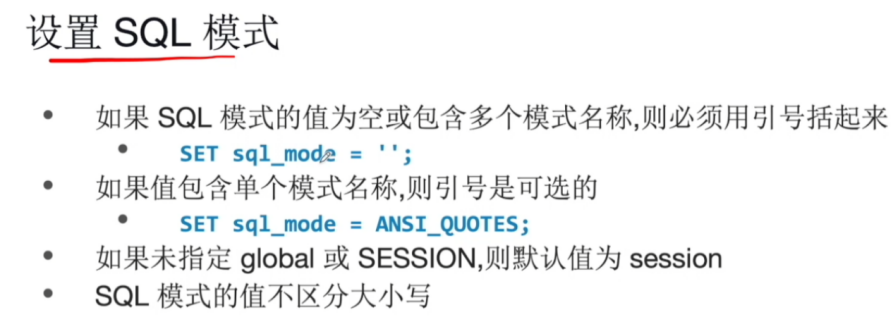 设置 SQL 模式
• 如果 SQL 模式的值为空或包含多个模式名称,则必须用引号括起来
• SET sql_mode = '';
• 如果值包含单个模式名称,则引号是可选的
• SET sql_mode = ANSI_QUOTES;
• 如果未指定 global 或 SESSION,则默认值为 session
• SQL 模式的值不区分大小写